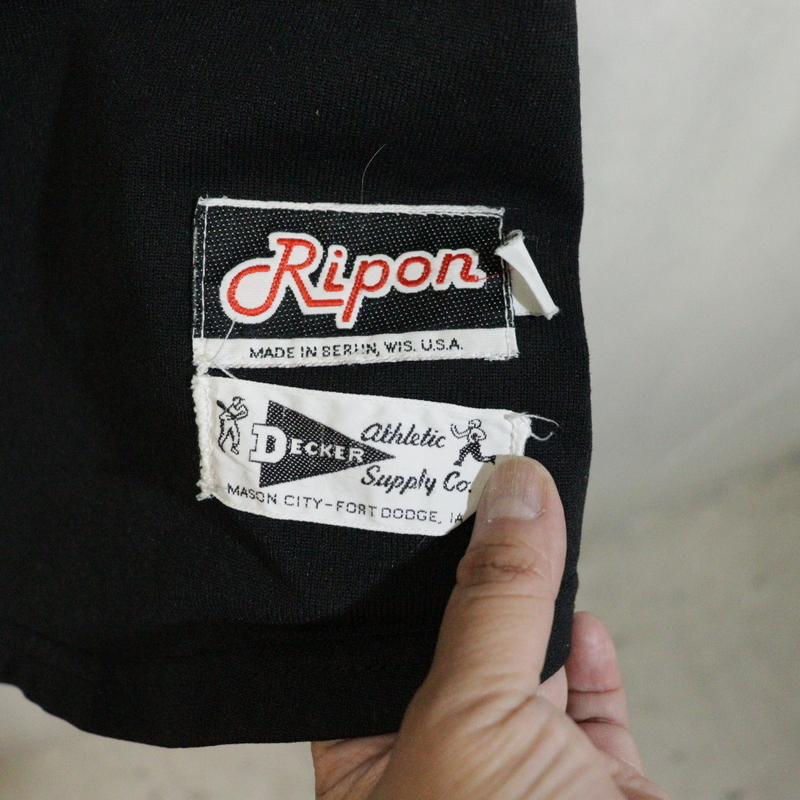 Ripon
MADE IN BERLIN, WIS. U.S.A.
DECKER
Athletic
Supply Co.
MASON CITY-FORT DODGE, IA